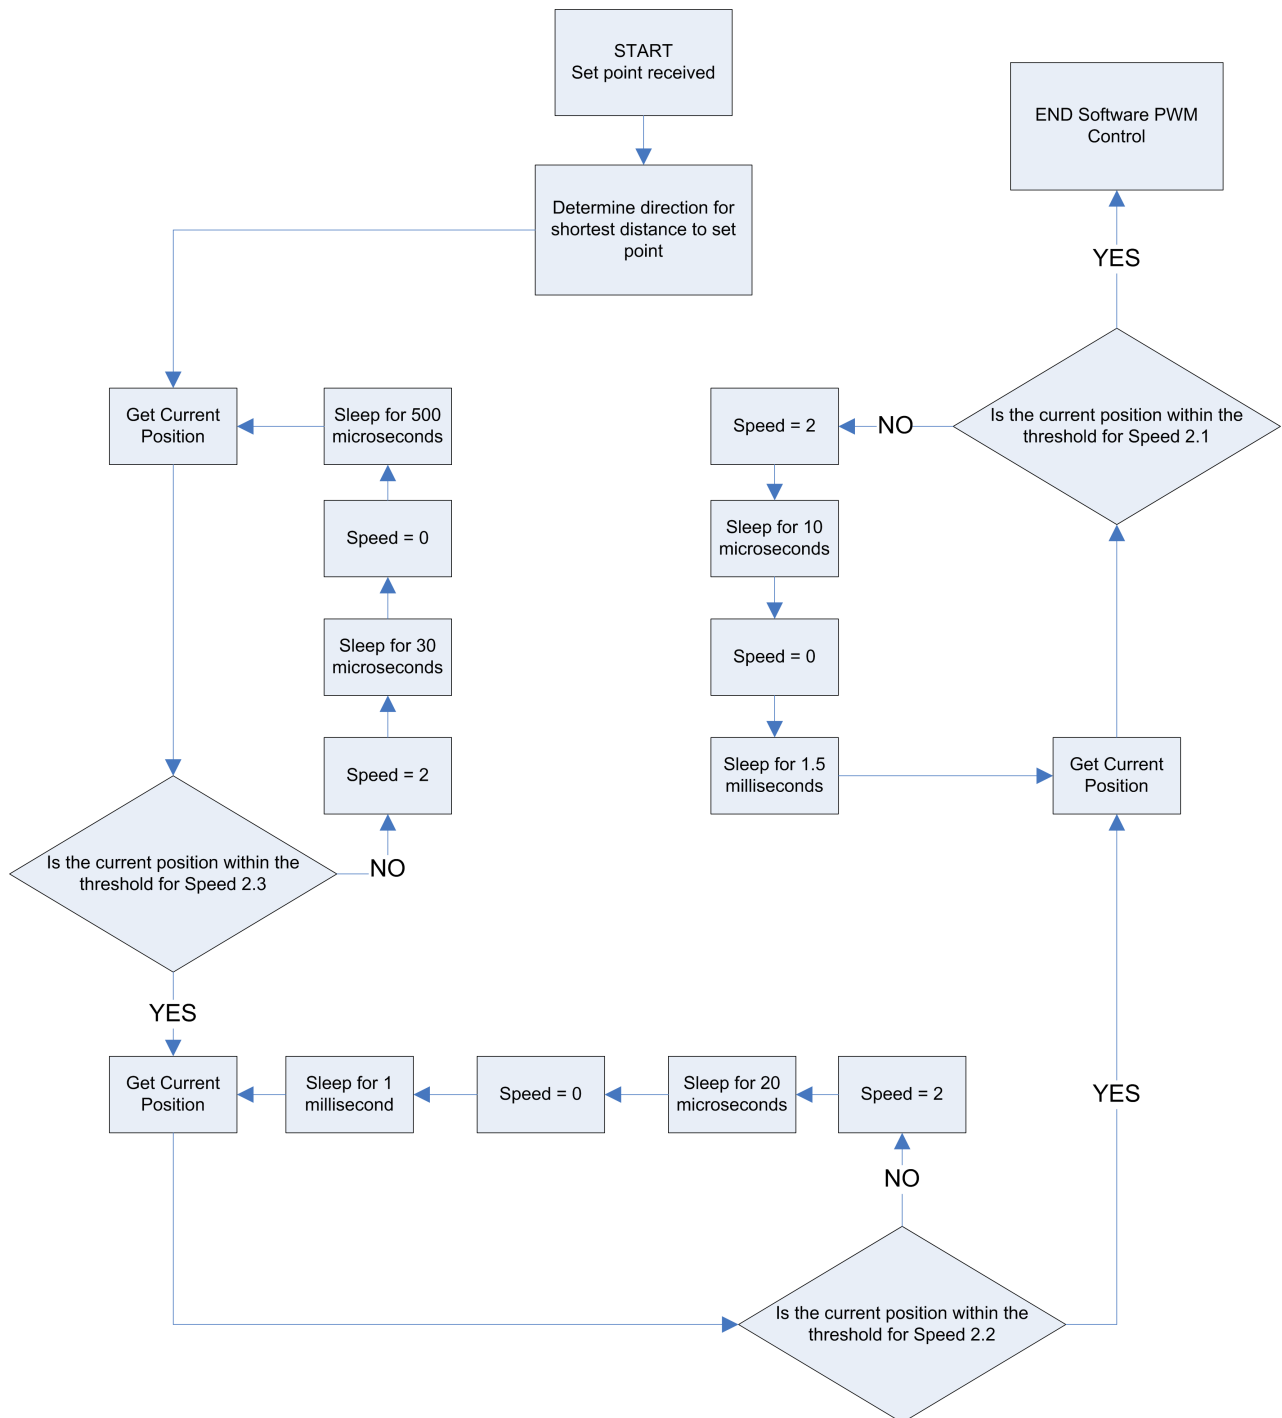 START
Set point received
Determine direction for
shortest distance to set
point
END Software PWM
Control
YES
Is the current position within the
threshold for Speed 2.1
NO
Speed = 2
Sleep for 10
microseconds
Speed = 0
Sleep for 1.5
milliseconds
Get Current
Position
Get Current
Position
Sleep for 500
microseconds
Speed = 0
Sleep for 30
microseconds
Speed = 2
NO
Is the current position within the
threshold for Speed 2.3
YES
Get Current
Position
Sleep for 1
millisecond
Speed = 0
Sleep for 20
microseconds
Speed = 2
NO
YES
Is the current position within the
threshold for Speed 2.2